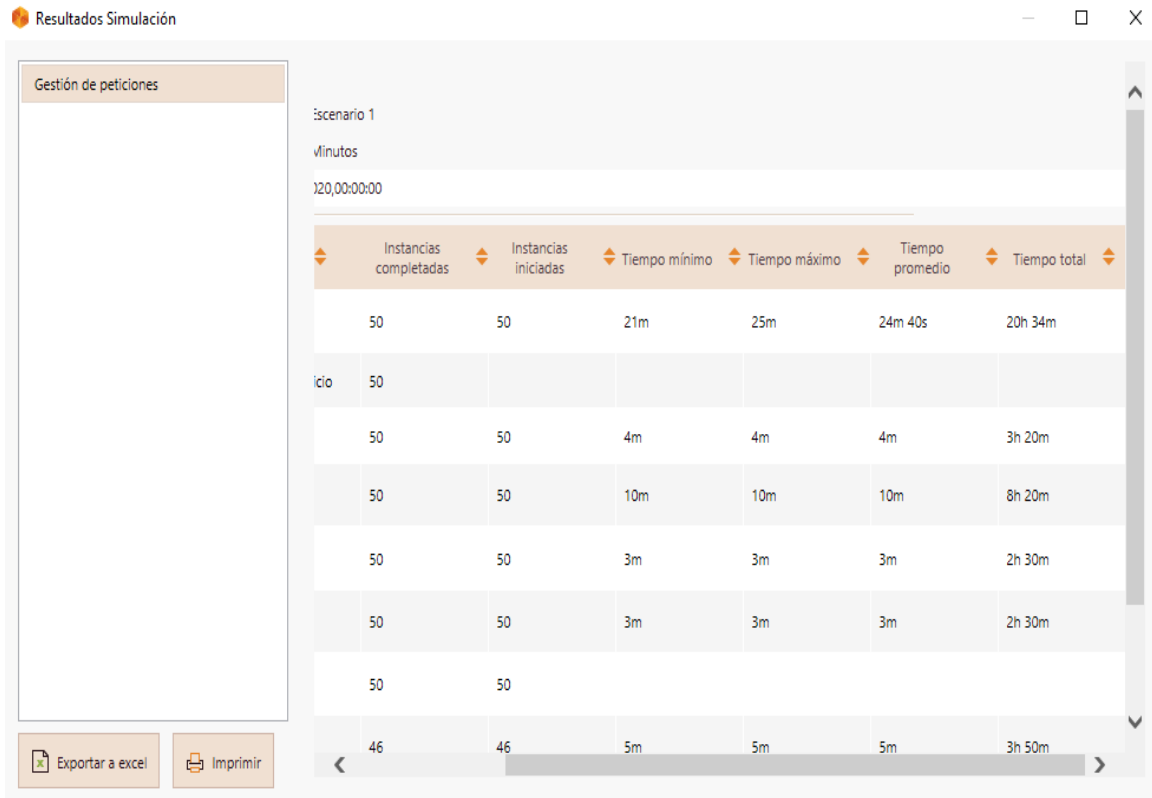 Resultados Simulación
Gestión de peticiones
Escenario 1
Minutos
020,00:00:00
Instancias completadas Instancias iniciadas Tiempo mínimo Tiempo máximo Tiempo promedio Tiempo total
50 50 21m 25m 24m 40s 20h 34m
icio 50
50 50 4m 4m 4m 3h 20m
50 50 10m 10m 10m 8h 20m
50 50 3m 3m 3m 2h 30m
50 50 3m 3m 3m 2h 30m
50 50
46 46 5m 5m 5m 3h 50m
Exportar a excel Imprimir